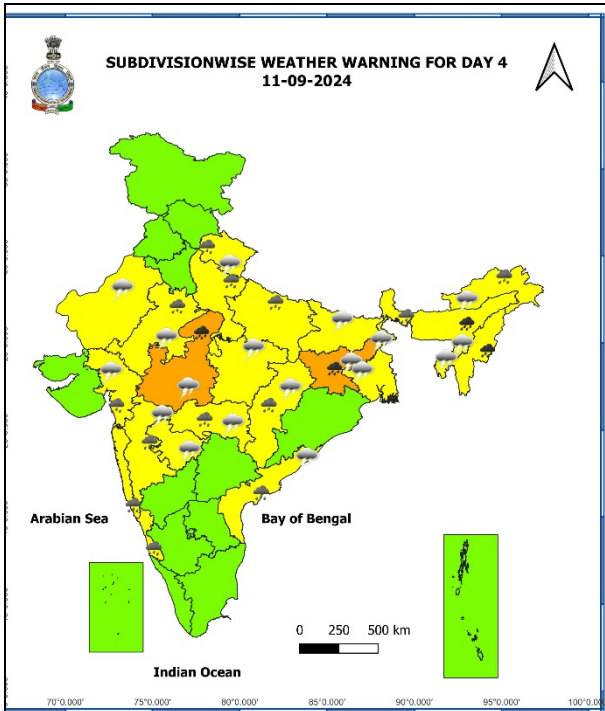 SUBDIVISIONWISE WEATHER WARNING FOR DAY 4
11-09-2024
Arabian Sea
Bay of Bengal
0 250 500 km
Indian Ocean
70°0.000' 75°0.000' 80°0.000' 85°0.000' 90°0.000' 95°0.000' 100°0.0